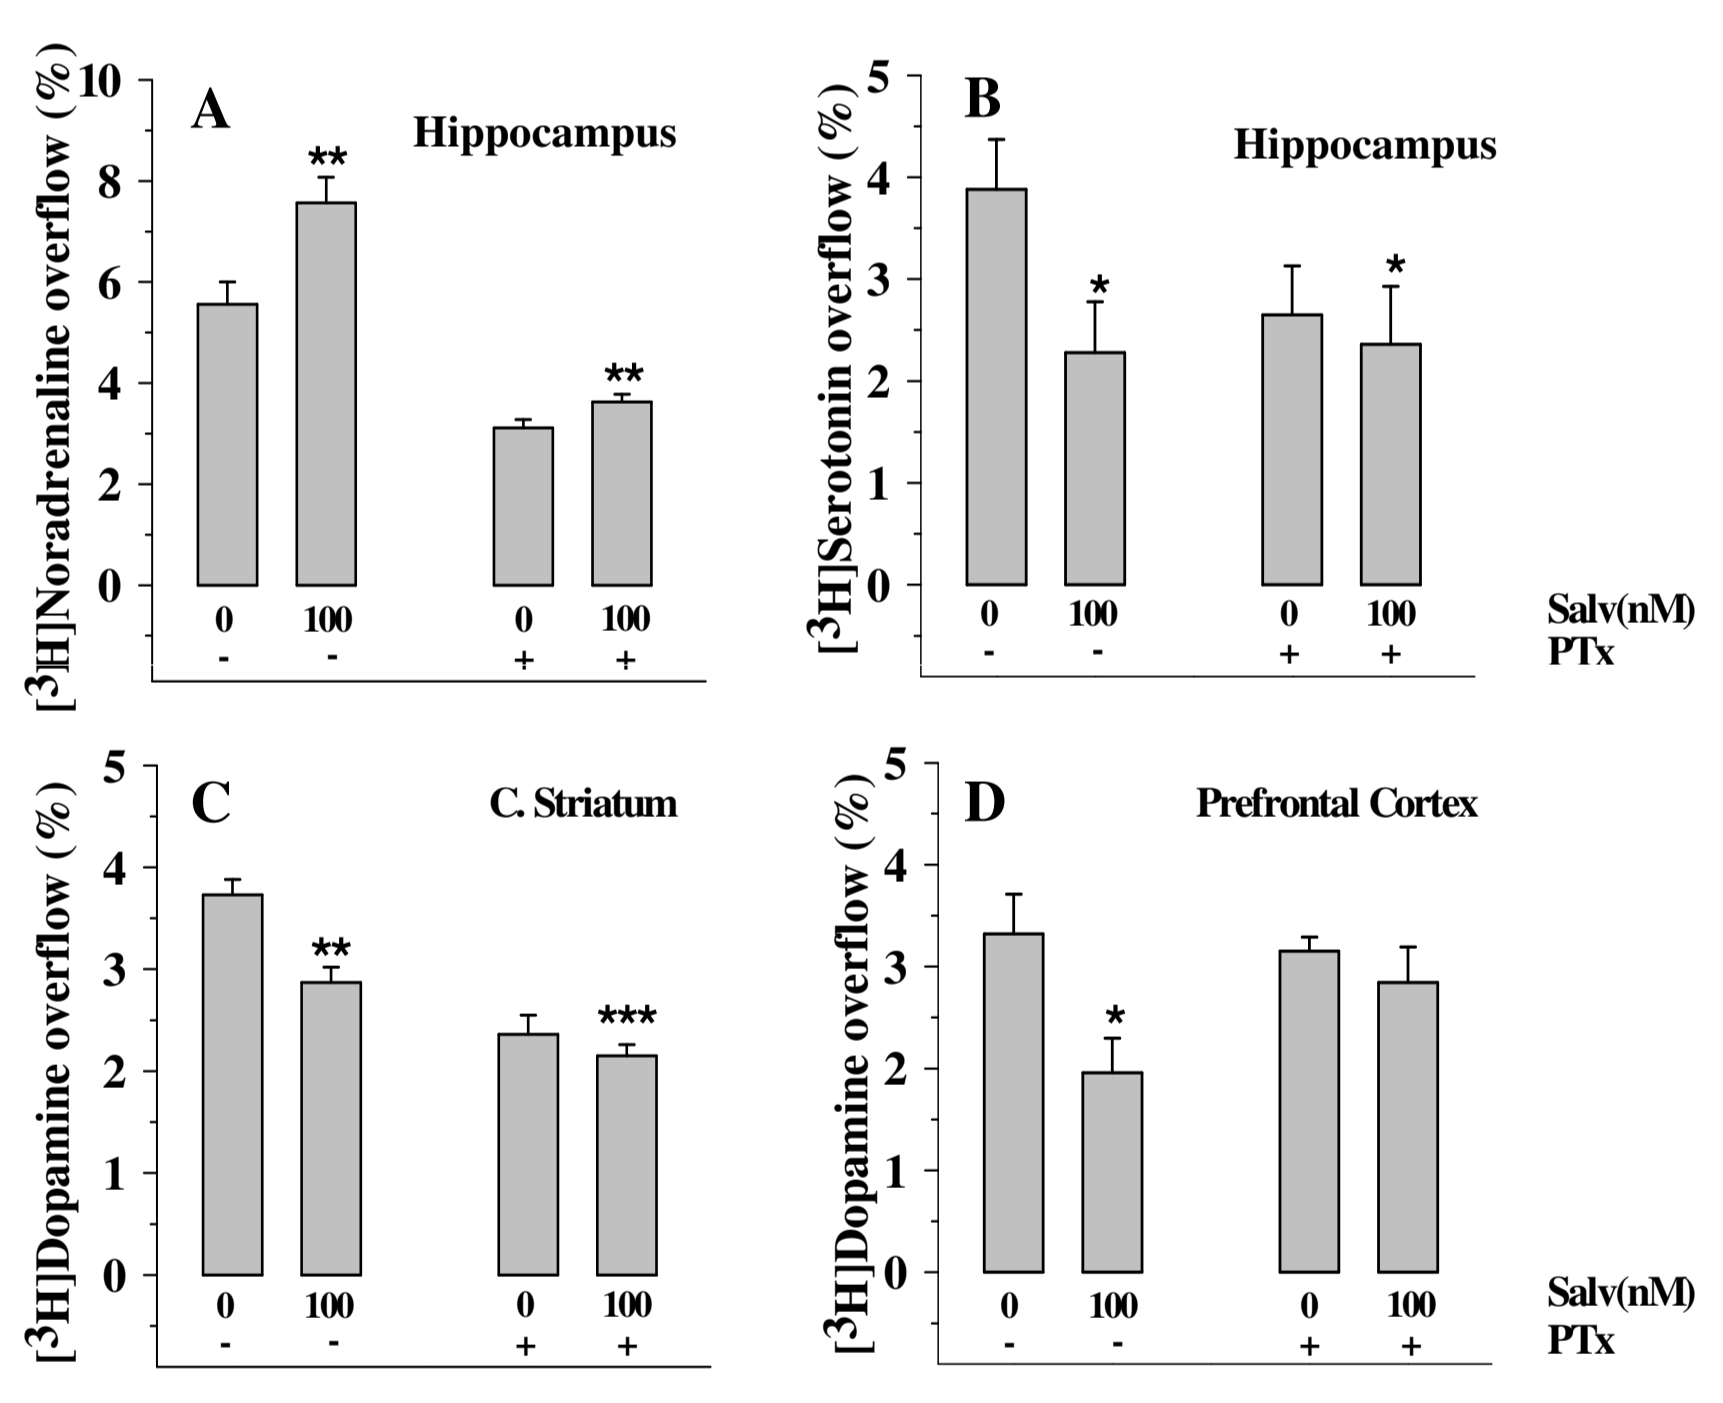 [3H]Noradrenaline overflow (%)
10
8
6
4
2
0
A
Hippocampus
**
**
0 100 0 100
- - + +
[3H]Serotonin overflow (%)
5
4
3
2
1
0
B
Hippocampus
*
*
0 100 0 100 Salv(nM)
- - + + PTx
[3H]Dopamine overflow (%)
5
4
3
2
1
0
C
C. Striatum
**
***
0 100 0 100
- - + +
[3H]Dopamine overflow (%)
5
4
3
2
1
0
D
Prefrontal Cortex
*
0 100 0 100 Salv(nM)
- - + + PTx